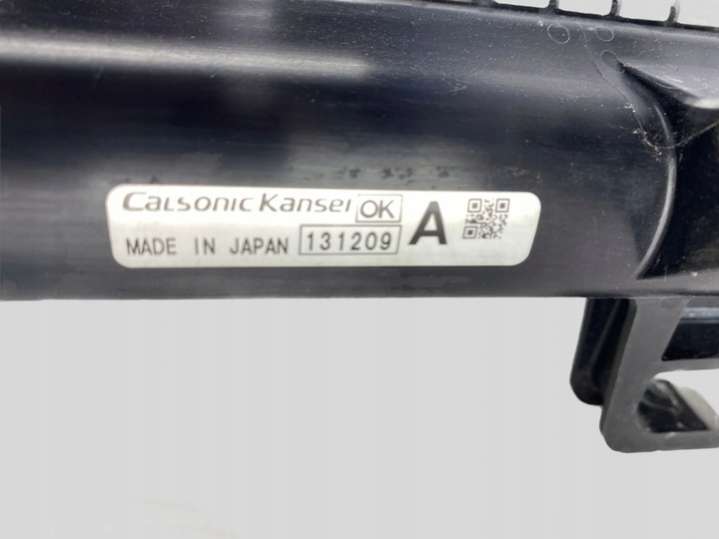 CaLsonic Kansei OK A
MADE IN JAPAN 131209